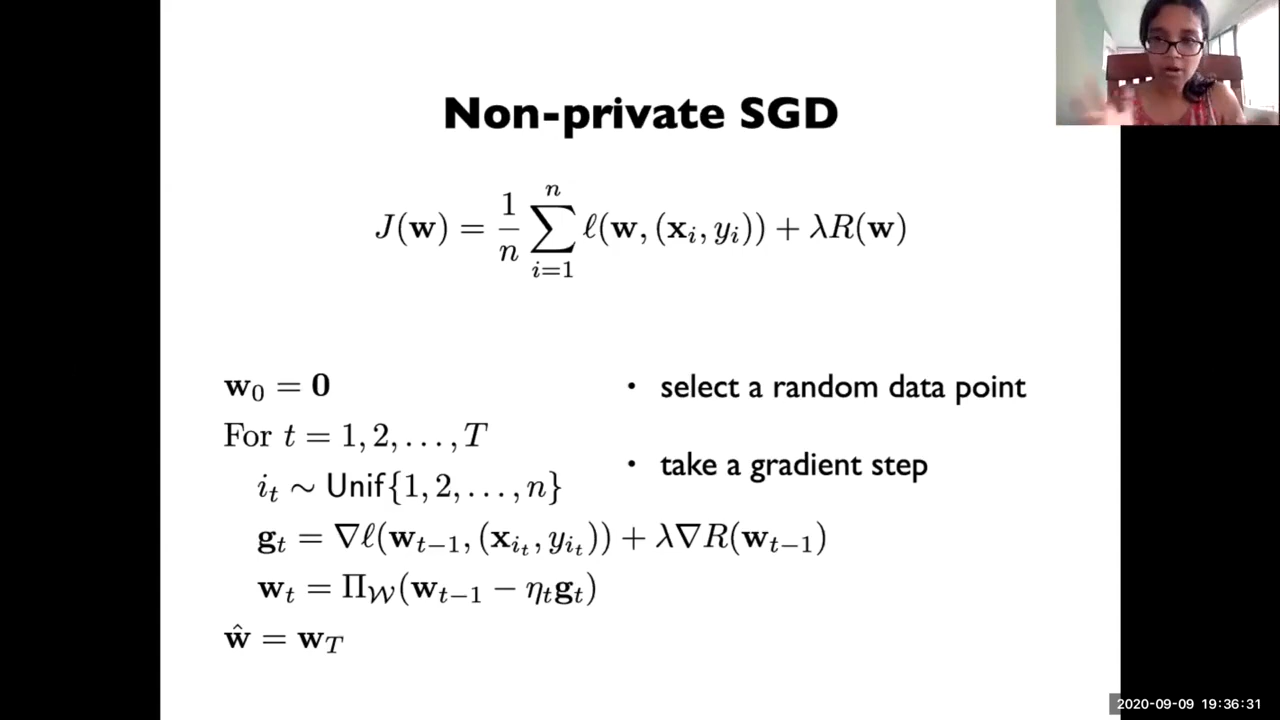 Non-private SGD
J(𝐰) = 1/n ∑_{i=1}^{n} ℓ(𝐰, (𝐱_i, y_i)) + λR(𝐰)
𝐰_0 = 𝟎
• select a random data point
For t = 1, 2, . . . , T
• take a gradient step
i_t ∼ Unif{1, 2, . . . , n}
𝐠_t = ∇ℓ(𝐰_{t−1}, (𝐱_{i_t}, y_{i_t})) + λ∇R(𝐰_{t−1})
𝐰_t = Π_𝒲(𝐰_{t−1} − η_t𝐠_t)
ŵ = 𝐰_T
2020-09-09 19:36:31